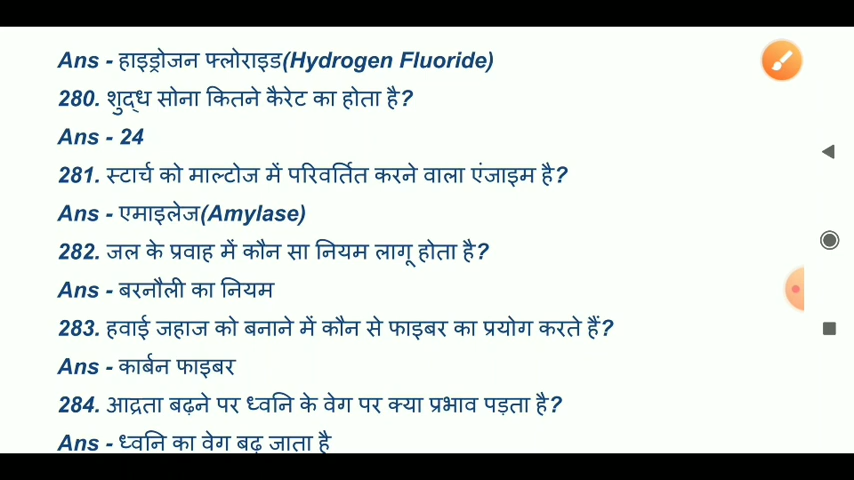 Ans - हाइड्रोजन फ्लोराइड(Hydrogen Fluoride)
280. शुद्ध सोना कितने कैरेट का होता है?
Ans - 24
281. स्टार्च को माल्टोज में परिवर्तित करने वाला एंजाइम है?
Ans - एमाइलेज(Amylase)
282. जल के प्रवाह में कौन सा नियम लागू होता है?
Ans - बरनौली का नियम
283. हवाई जहाज को बनाने में कौन से फाइबर का प्रयोग करते हैं?
Ans - कार्बन फाइबर
284. आद्रता बढ़ने पर ध्वनि के वेग पर क्या प्रभाव पड़ता है?
Ans - ध्वनि का वेग बढ़ जाता है